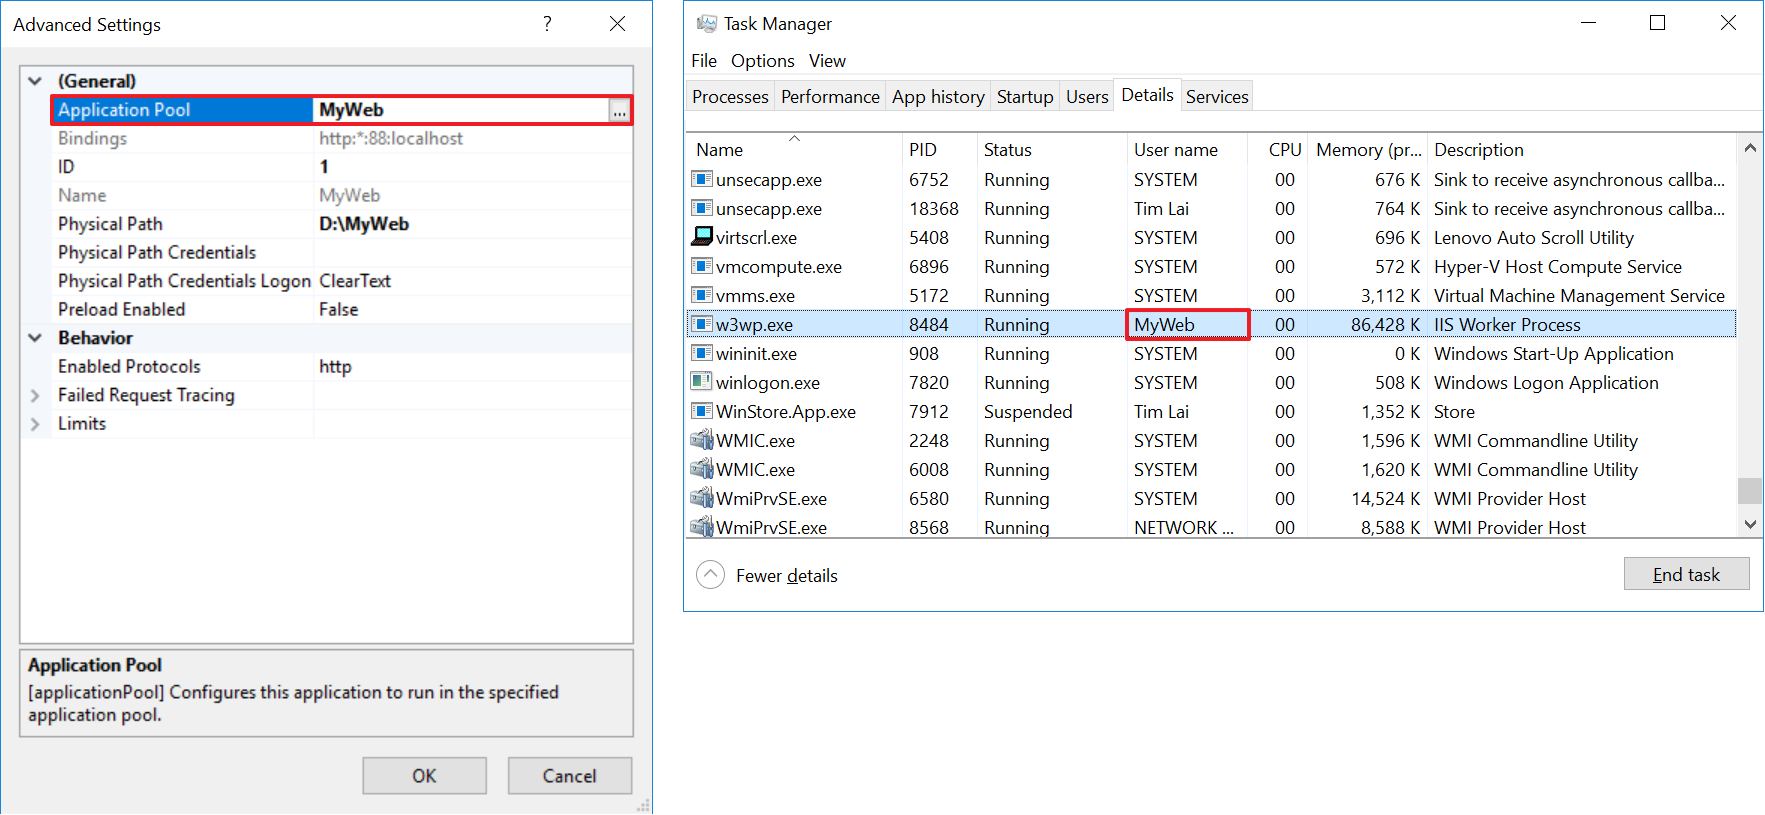 Advanced Settings ?
(General)
Application Pool MyWeb ...
Bindings http:*:88:localhost
ID 1
Name MyWeb
Physical Path D:\MyWeb
Physical Path Credentials
Physical Path Credentials Logon ClearText
Preload Enabled False
Behavior
Enabled Protocols http
Failed Request Tracing
Limits
Application Pool
[applicationPool] Configures this application to run in the specified
application pool.
OK Cancel
Task Manager
File Options View
Processes Performance App history Startup Users Details Services
Name PID Status User name CPU Memory (pr... Description
unsecapp.exe 6752 Running SYSTEM 00 676 K Sink to receive asynchronous callba...
unsecapp.exe 18368 Running Tim Lai 00 764 K Sink to receive asynchronous callba...
virtscrl.exe 5408 Running SYSTEM 00 696 K Lenovo Auto Scroll Utility
vmcompute.exe 6896 Running SYSTEM 00 572 K Hyper-V Host Compute Service
vmms.exe 5172 Running SYSTEM 00 3,112 K Virtual Machine Management Service
w3wp.exe 8484 Running MyWeb 00 86,428 K IIS Worker Process
wininit.exe 908 Running SYSTEM 00 0 K Windows Start-Up Application
winlogon.exe 7820 Running SYSTEM 00 508 K Windows Logon Application
WinStore.App.exe 7912 Suspended Tim Lai 00 1,352 K Store
WMIC.exe 2248 Running SYSTEM 00 1,596 K WMI Commandline Utility
WMIC.exe 6008 Running SYSTEM 00 1,620 K WMI Commandline Utility
WmiPrvSE.exe 6580 Running SYSTEM 00 14,524 K WMI Provider Host
WmiPrvSE.exe 8568 Running NETWORK ... 00 8,588 K WMI Provider Host
Fewer details End task